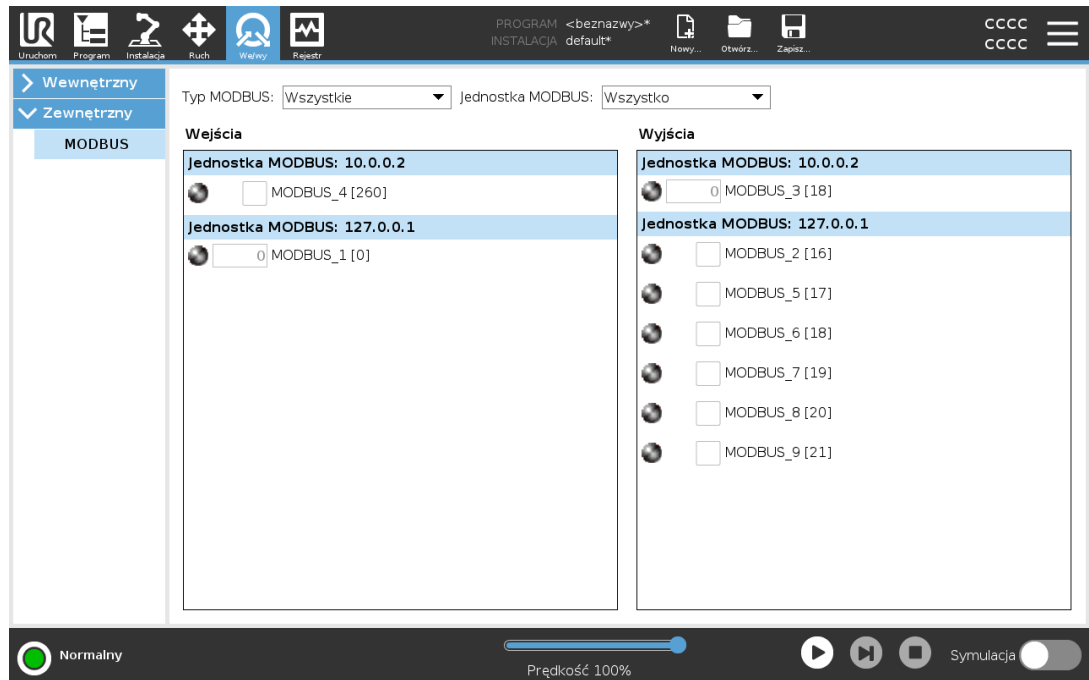 UR
Uruchom
Program
Instalacja
Ruch
We/wy
Rejestr
PROGRAM <beznazwy>*
INSTALACJA default*
Nowy...
Otwórz...
Zapisz...
CCCC
CCCC
Wewnętrzny
Zewnętrzny
MODBUS
Typ MODBUS: Wszystkie
Jednostka MODBUS: Wszystko
Wejścia
Jednostka MODBUS: 10.0.0.2
MODBUS_4 [260]
Jednostka MODBUS: 127.0.0.1
0 MODBUS_1 [0]
Wyjścia
Jednostka MODBUS: 10.0.0.2
0 MODBUS_3 [18]
Jednostka MODBUS: 127.0.0.1
MODBUS_2 [16]
MODBUS_5 [17]
MODBUS_6 [18]
MODBUS_7 [19]
MODBUS_8 [20]
MODBUS_9 [21]
Normalny
Prędkość 100%
Symulacja